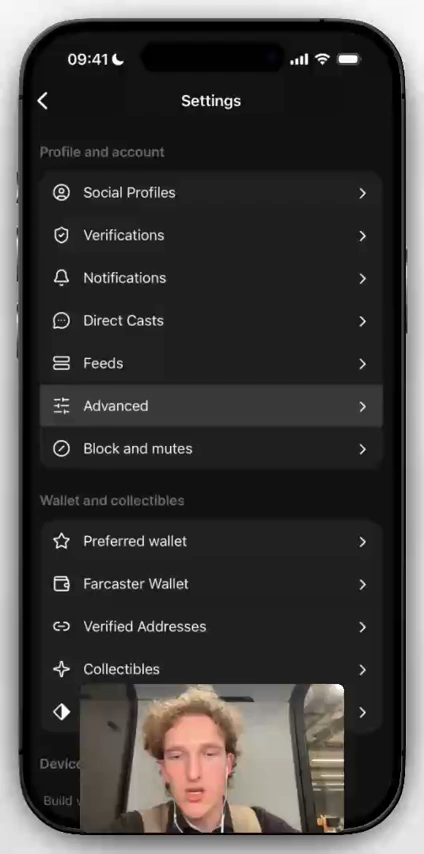 09:41
Settings
Profile and account
Social Profiles
Verifications
Notifications
Direct Casts
Feeds
Advanced
Block and mutes
Wallet and collectibles
Preferred wallet
Farcaster Wallet
Verified Addresses
Collectibles
Build